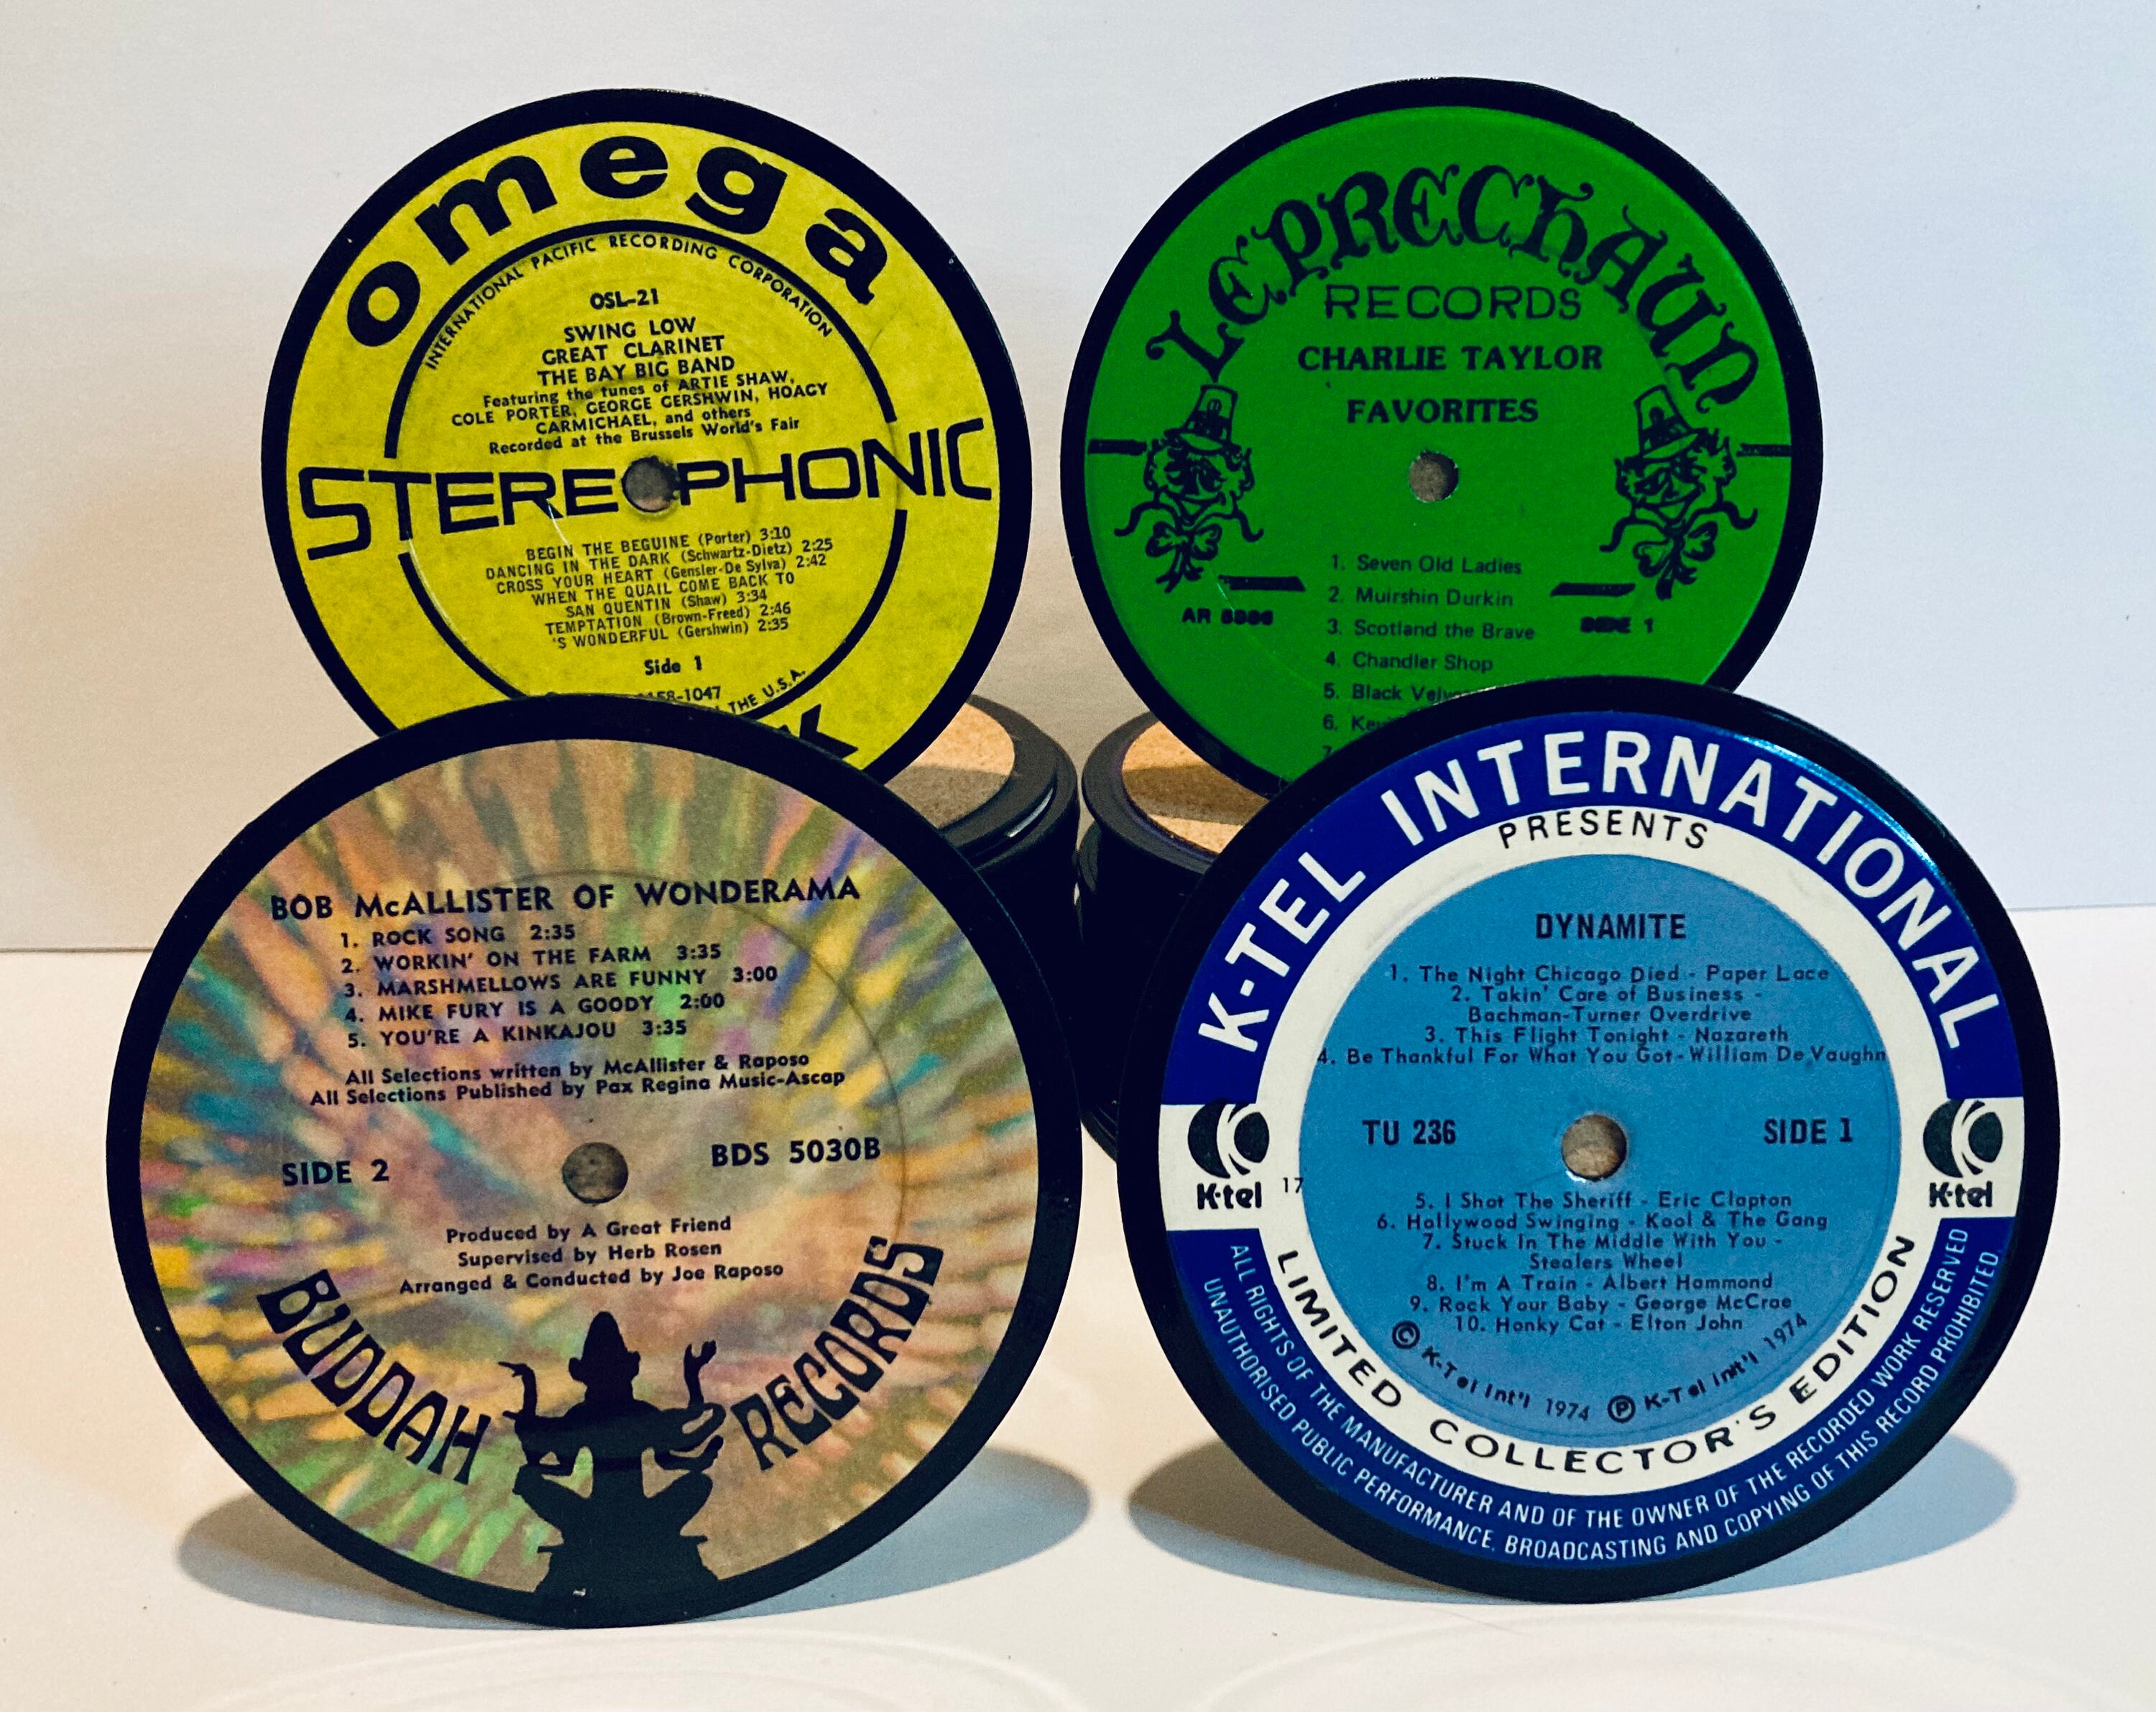 omega
INTERNATIONAL PACIFIC RECORDING CORPORATION
OSL-21
SWING LOW
GREAT CLARINET
THE BAY BIG BAND
Featuring the tunes of ARTIE SHAW,
COLE PORTER, GEORGE GERSHWIN, HOAGY
CARMICHAEL, and others
Recorded at the Brussels World's Fair
STEREOPHONIC
BEGIN THE BEGUINE (Porter) 3:10
DANCING IN THE DARK (Schwartz-Dietz) 2:25
CROSS YOUR HEART (Gensler-De Sylva) 2:42
WHEN THE QUAIL COME BACK TO
SAN QUENTIN (Shaw) 3:34
TEMPTATION (Brown-Freed) 2:46
'S WONDERFUL (Gershwin) 2:35
Side 1
58-1047
THE U.S.A.
LEPRECHAUN
RECORDS
CHARLIE TAYLOR
FAVORITES
1. Seven Old Ladies
2. Muirshin Durkin
3. Scotland the Brave
4. Chandler Shop
5. Black
6.
7.
AR
SIDE 1
BOB McALLISTER OF WONDERAMA
1. ROCK SONG 2:35
2. WORKIN' ON THE FARM 3:35
3. MARSHMELLOWS ARE FUNNY 3:00
4. MIKE FURY IS A GOODY 2:00
5. YOU'RE A KINKAJOU 3:35
All Selections written by McAllister & Raposo
All Selections Published by Pax Regina Music-Ascap
SIDE 2
BDS 5030B
Produced by A Great Friend
Supervised by Herb Rosen
Arranged & Conducted by Joe Raposo
BUDDAH RECORDS
K-TEL INTERNATIONAL
PRESENTS
DYNAMITE
1. The Night Chicago Died - Paper Lace
2. Takin' Care of Business -
Bachman-Turner Overdrive
3. This Flight Tonight - Nazareth
4. Be Thankful For What You Got-William De Vaughn
TU 236
SIDE 1
K-tel
17
K-tel
5. I Shot The Sheriff - Eric Clapton
6. Hollywood Swinging - Kool & The Gang
7. Stuck In The Middle With You -
Stealers Wheel
8. I'm A Train - Albert Hammond
9. Rock Your Baby - George McCrae
10. Honky Cat - Elton John
© K-Tel Int'l 1974 ℗ K-Tel Int'l 1974
LIMITED COLLECTOR'S EDITION
ALL RIGHTS OF THE MANUFACTURER AND OF THE OWNER OF THE RECORDED WORK RESERVED
UNAUTHORISED PUBLIC PERFORMANCE, BROADCASTING AND COPYING OF THIS RECORD PROHIBITED